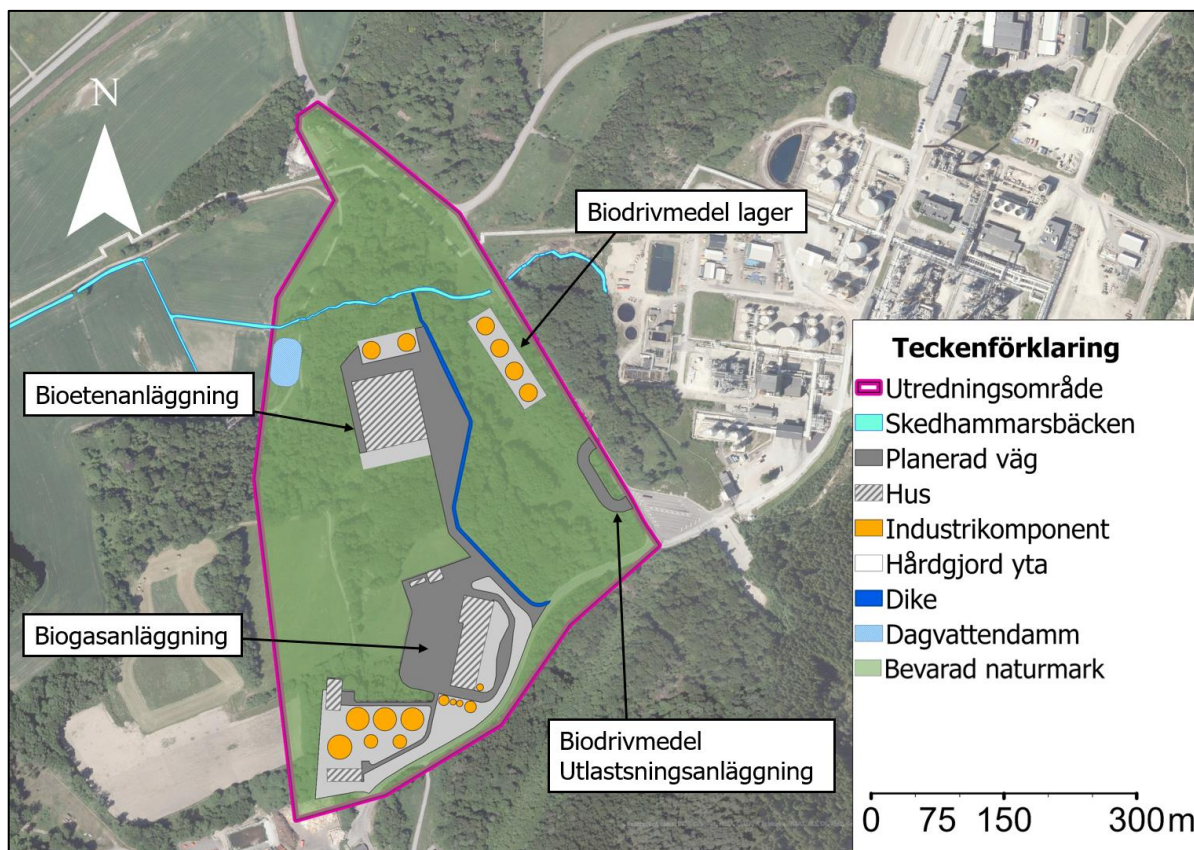 N
Biodrivmedel lager
Bioetenanläggning
Biogasanläggning
Biodrivmedel
Utlastsningsanläggning
Teckenförklaring
Utredningsområde
Skedhammarsbäcken
Planerad väg
Hus
Industrikomponent
Hårdgjord yta
Dike
Dagvattendamm
Bevarad naturmark
0 75 150 300m